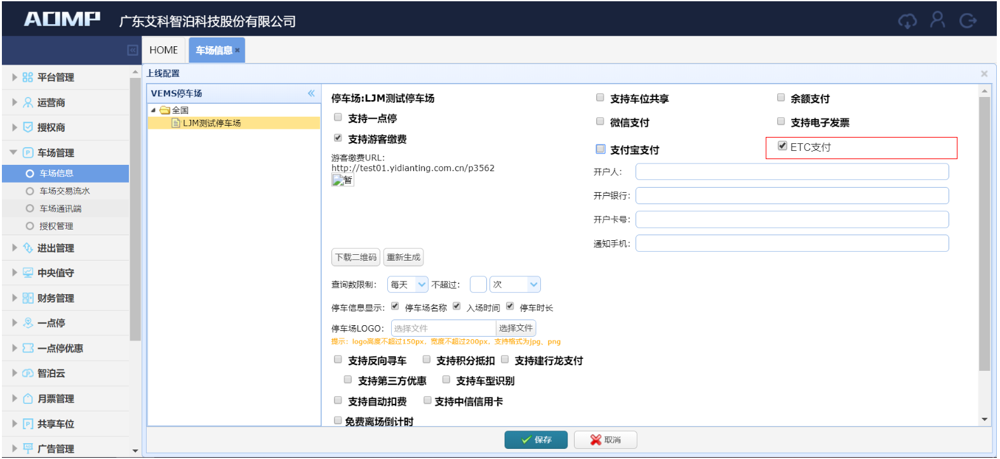 AOMP 广东艾科智泊科技股份有限公司
HOME 车场信息
上线配置
平台管理
运营商
授权商
车场管理
车场信息
车场交易流水
车场通讯端
授权管理
进出管理
中央值守
财务管理
一点停
一点停优惠
智泊云
月票管理
共享车位
广告管理
VEMS停车场
全国
LJM测试停车场
停车场:LJM测试停车场
支持一点停
支持游客缴费
游客缴费URL:
http://test01.yidianting.com.cn/p3562
暂
下载二维码 重新生成
查询数限制: 每天 不超过: 次
停车信息显示: 停车场名称 入场时间 停车时长
停车场LOGO: 选择文件 选择文件
提示: logo高度不超过150px、宽度不超过200px、支持格式为jpg、png
支持反向寻车 支持积分抵扣 支持建行龙支付
支持第三方优惠 支持车型识别
支持自动扣费 支持中信信用卡
免费离场倒计时
支持车位共享 余额支付
微信支付 支持电子发票
支付宝支付 ETC支付
开户人:
开户银行:
开户卡号:
通知手机:
保存 取消